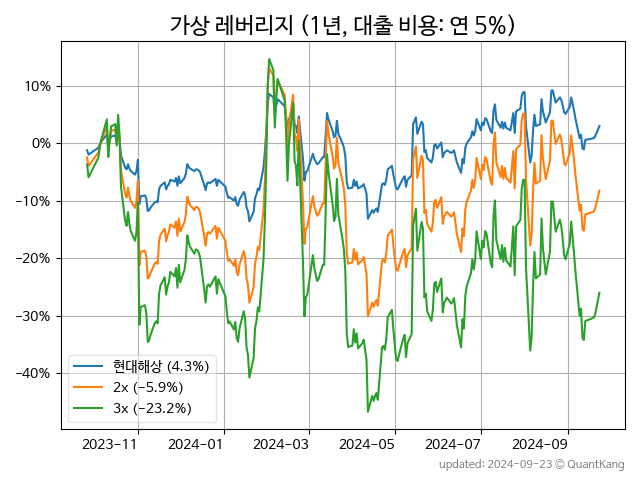 가상 레버리지 (1년, 대출 비용: 연 5%)
10%
0%
−10%
−20%
−30%
−40%
현대해상 (4.3%)
2x (−5.9%)
3x (−23.2%)
2023-11 2024-01 2024-03 2024-05 2024-07 2024-09
updated: 2024-09-23 © QuantKang